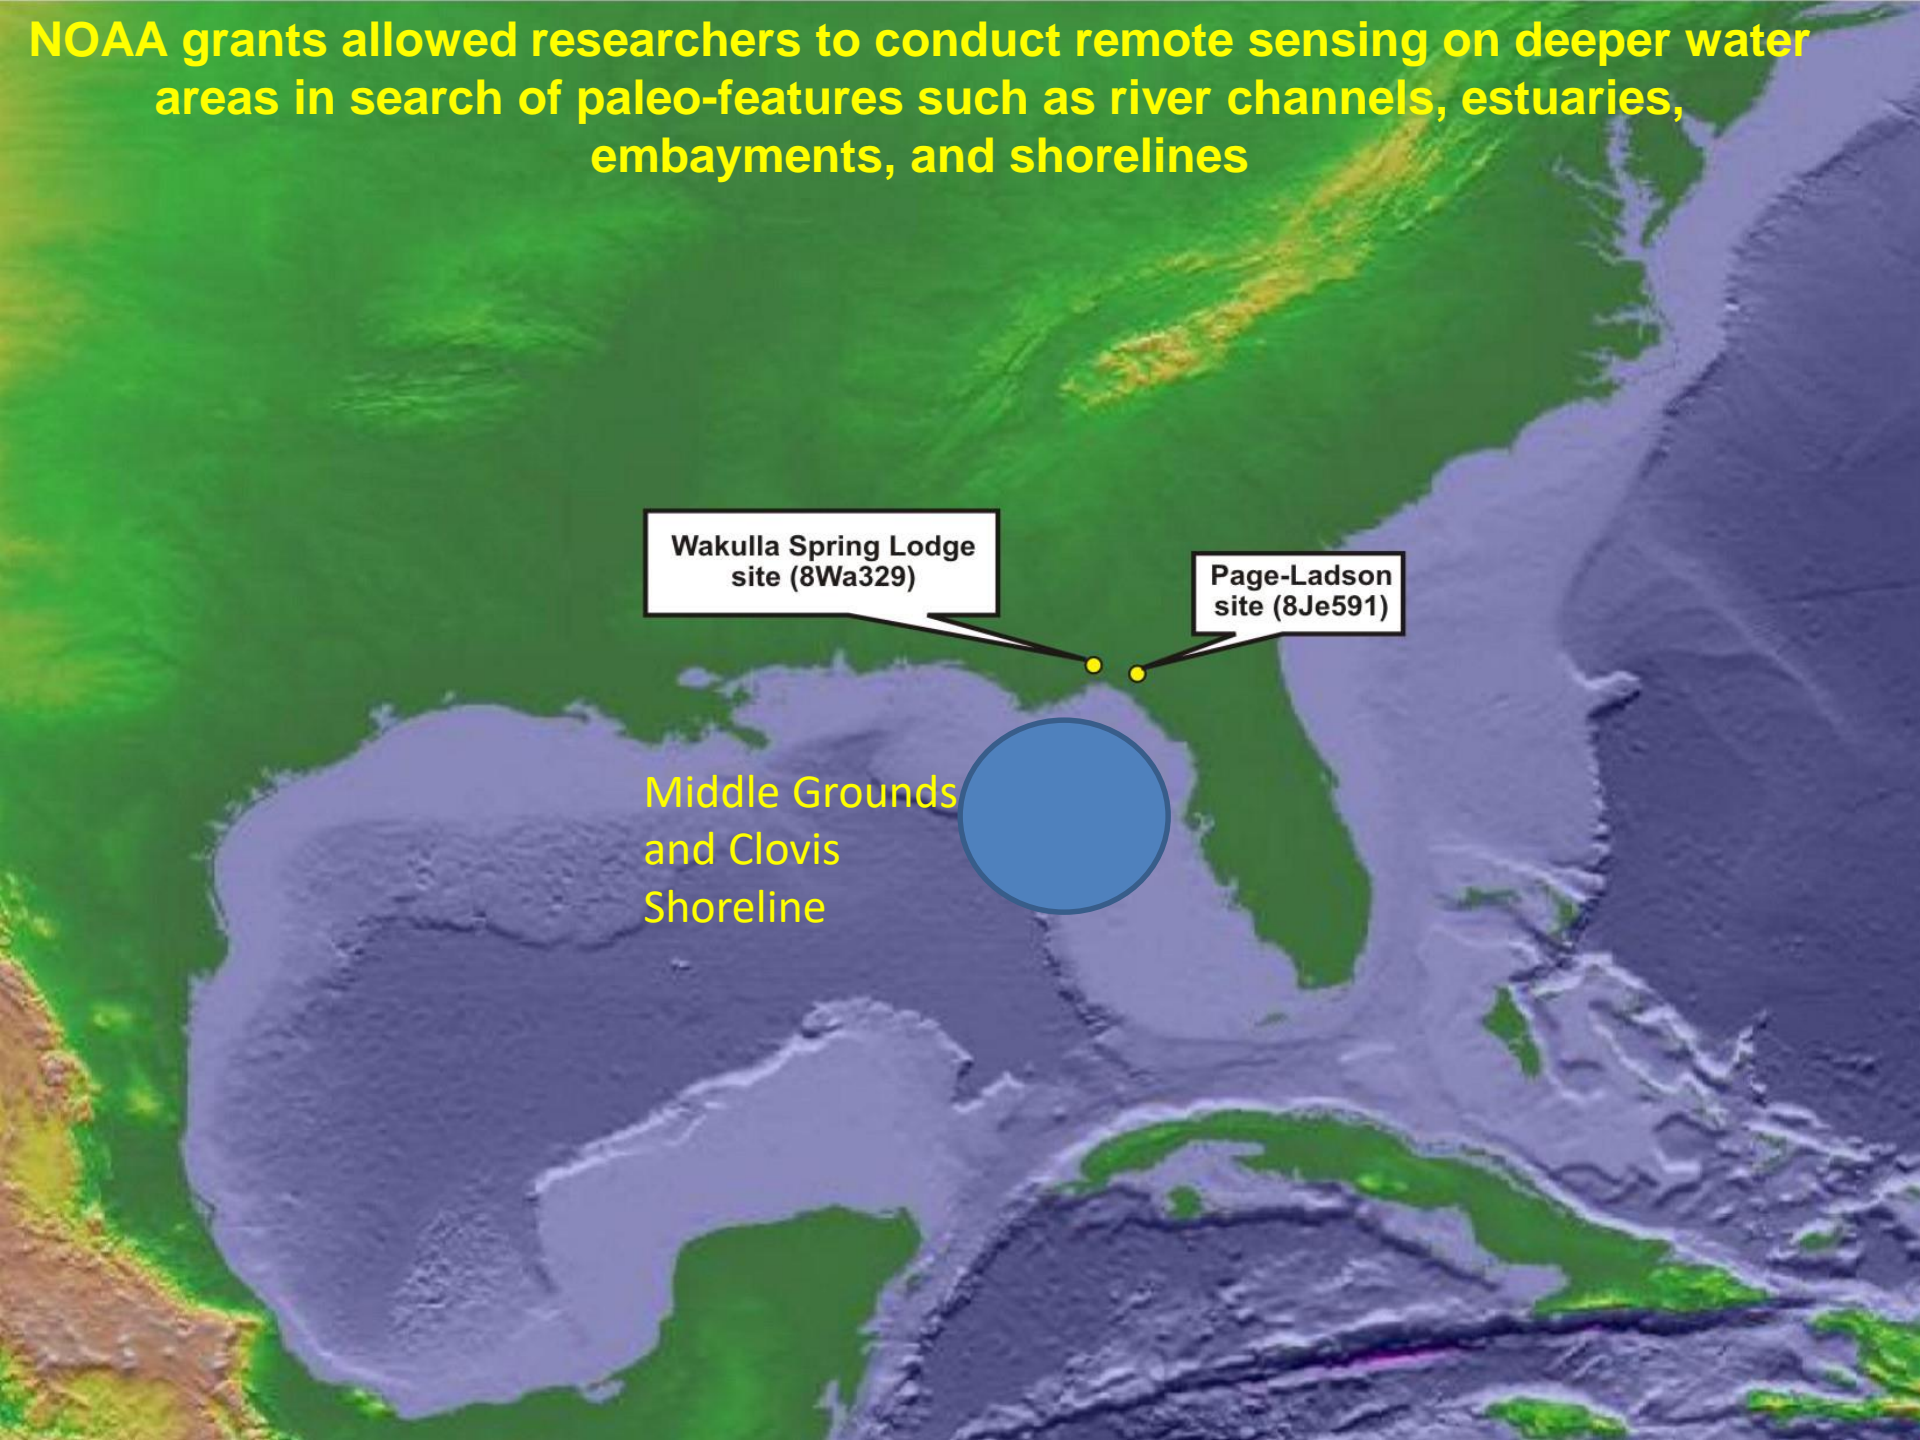 NOAA grants allowed researchers to conduct remote sensing on deeper water
areas in search of paleo-features such as river channels, estuaries,
embayments, and shorelines
Wakulla Spring Lodge
site (8Wa329)
Page-Ladson
site (8Je591)
Middle Grounds
and Clovis
Shoreline